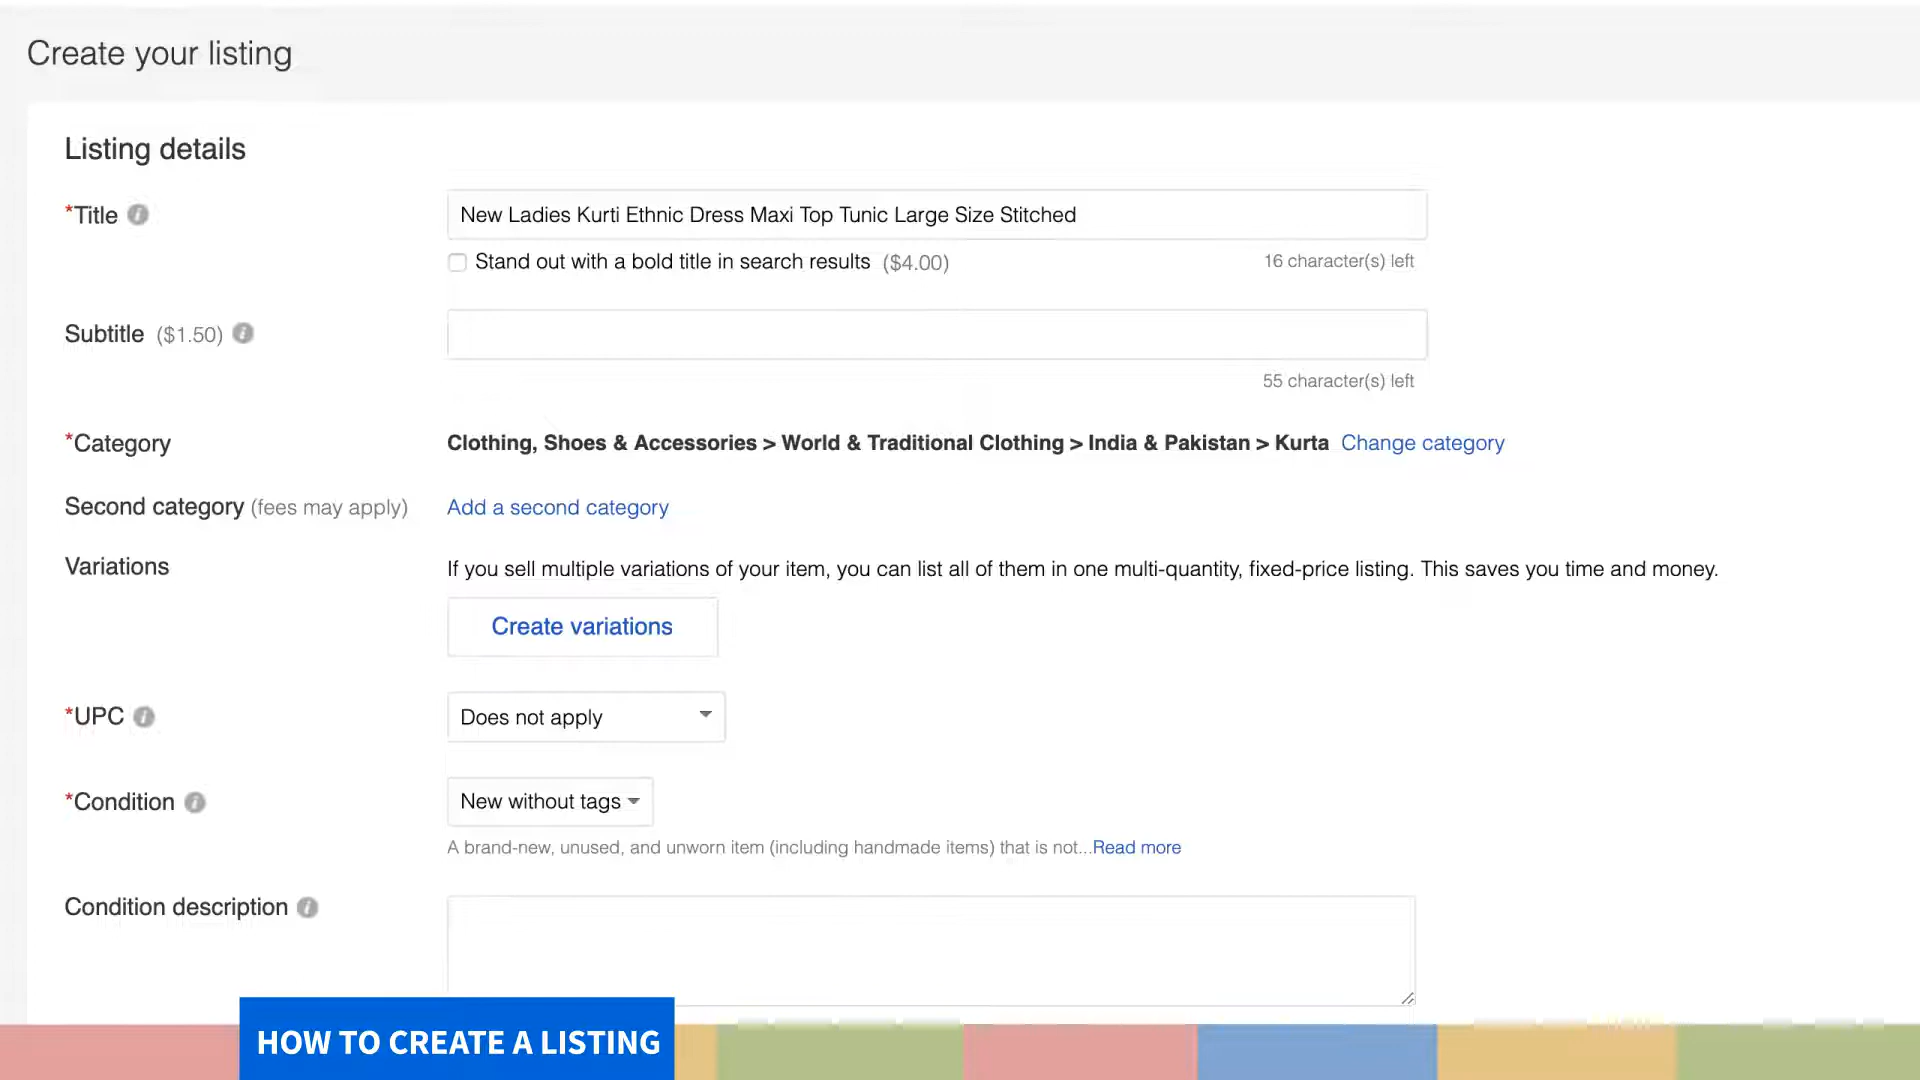 Create your listing
Listing details
*Title
New Ladies Kurti Ethnic Dress Maxi Top Tunic Large Size Stitched
Stand out with a bold title in search results ($4.00)
16 character(s) left
Subtitle ($1.50)
55 character(s) left
*Category
Clothing, Shoes & Accessories > World & Traditional Clothing > India & Pakistan > Kurta Change category
Second category (fees may apply)
Add a second category
Variations
If you sell multiple variations of your item, you can list all of them in one multi-quantity, fixed-price listing. This saves you time and money.
Create variations
*UPC
Does not apply
*Condition
New without tags
A brand-new, unused, and unworn item (including handmade items) that is not...Read more
Condition description
HOW TO CREATE A LISTING